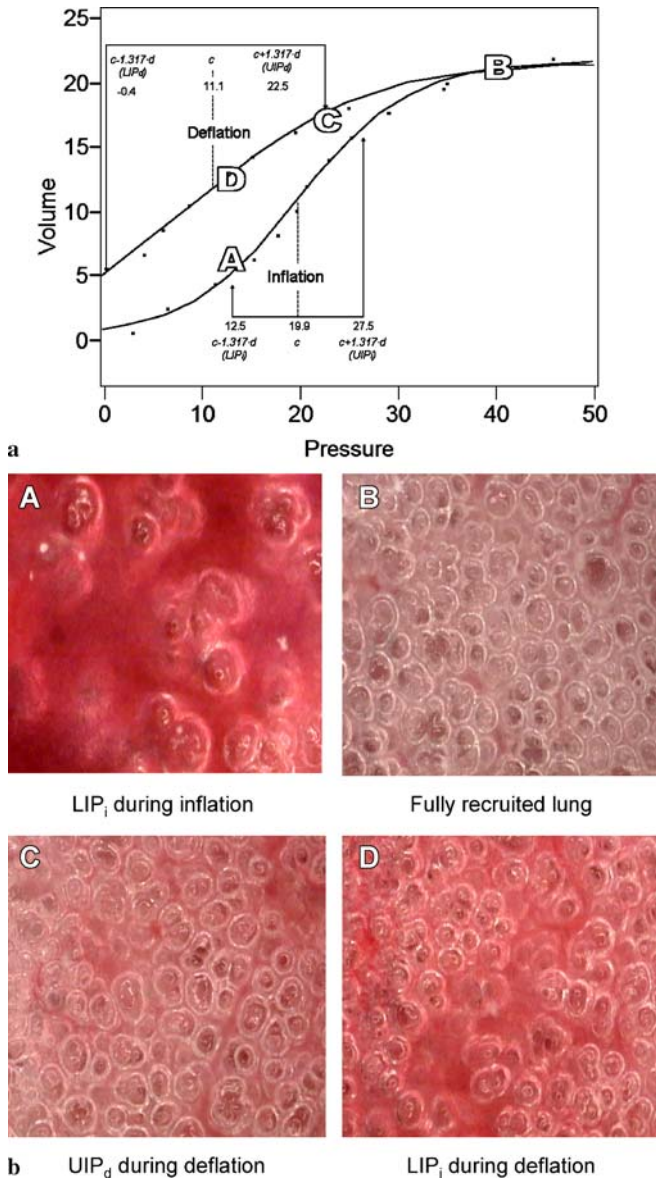 c-1.317·d c c+1.317·d
(LIPd) (UIPd)
-0.4 11.1 22.5
Deflation
A
B
C
D
Inflation
12.5 19.9 27.5
c-1.317·d c c+1.317·d
(LIPi) (UIPi)
Volume
25
20
15
10
5
0
0 10 20 30 40 50
a Pressure
A B
LIPi during inflation Fully recruited lung
C D
b UIPd during deflation LIPi during deflation